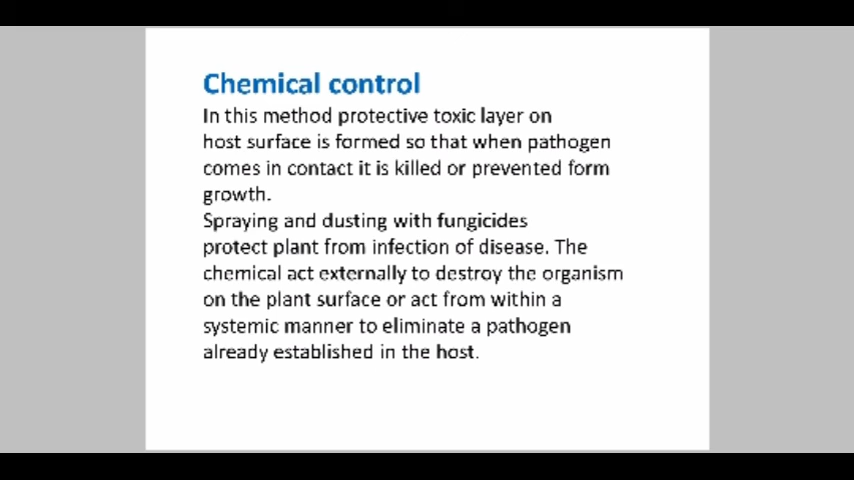 Chemical control
In this method protective toxic layer on
host surface is formed so that when pathogen
comes in contact it is killed or prevented form
growth.
Spraying and dusting with fungicides
protect plant from infection of disease. The
chemical act externally to destroy the organism
on the plant surface or act from within a
systemic manner to eliminate a pathogen
already established in the host.